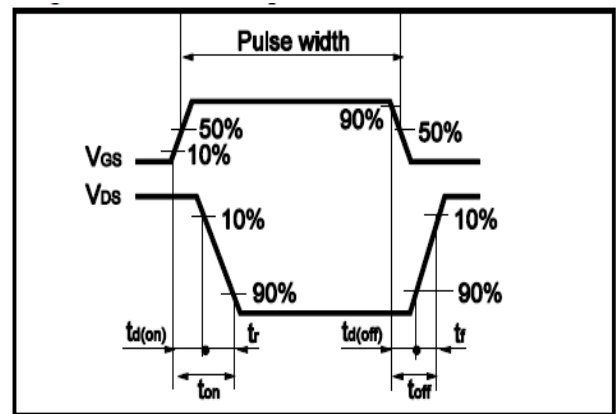 Pulse width
90%
50%
50%
10%
VGS
VDS
10%
10%
90%
90%
td(on)
tr
td(off)
tf
ton
toff